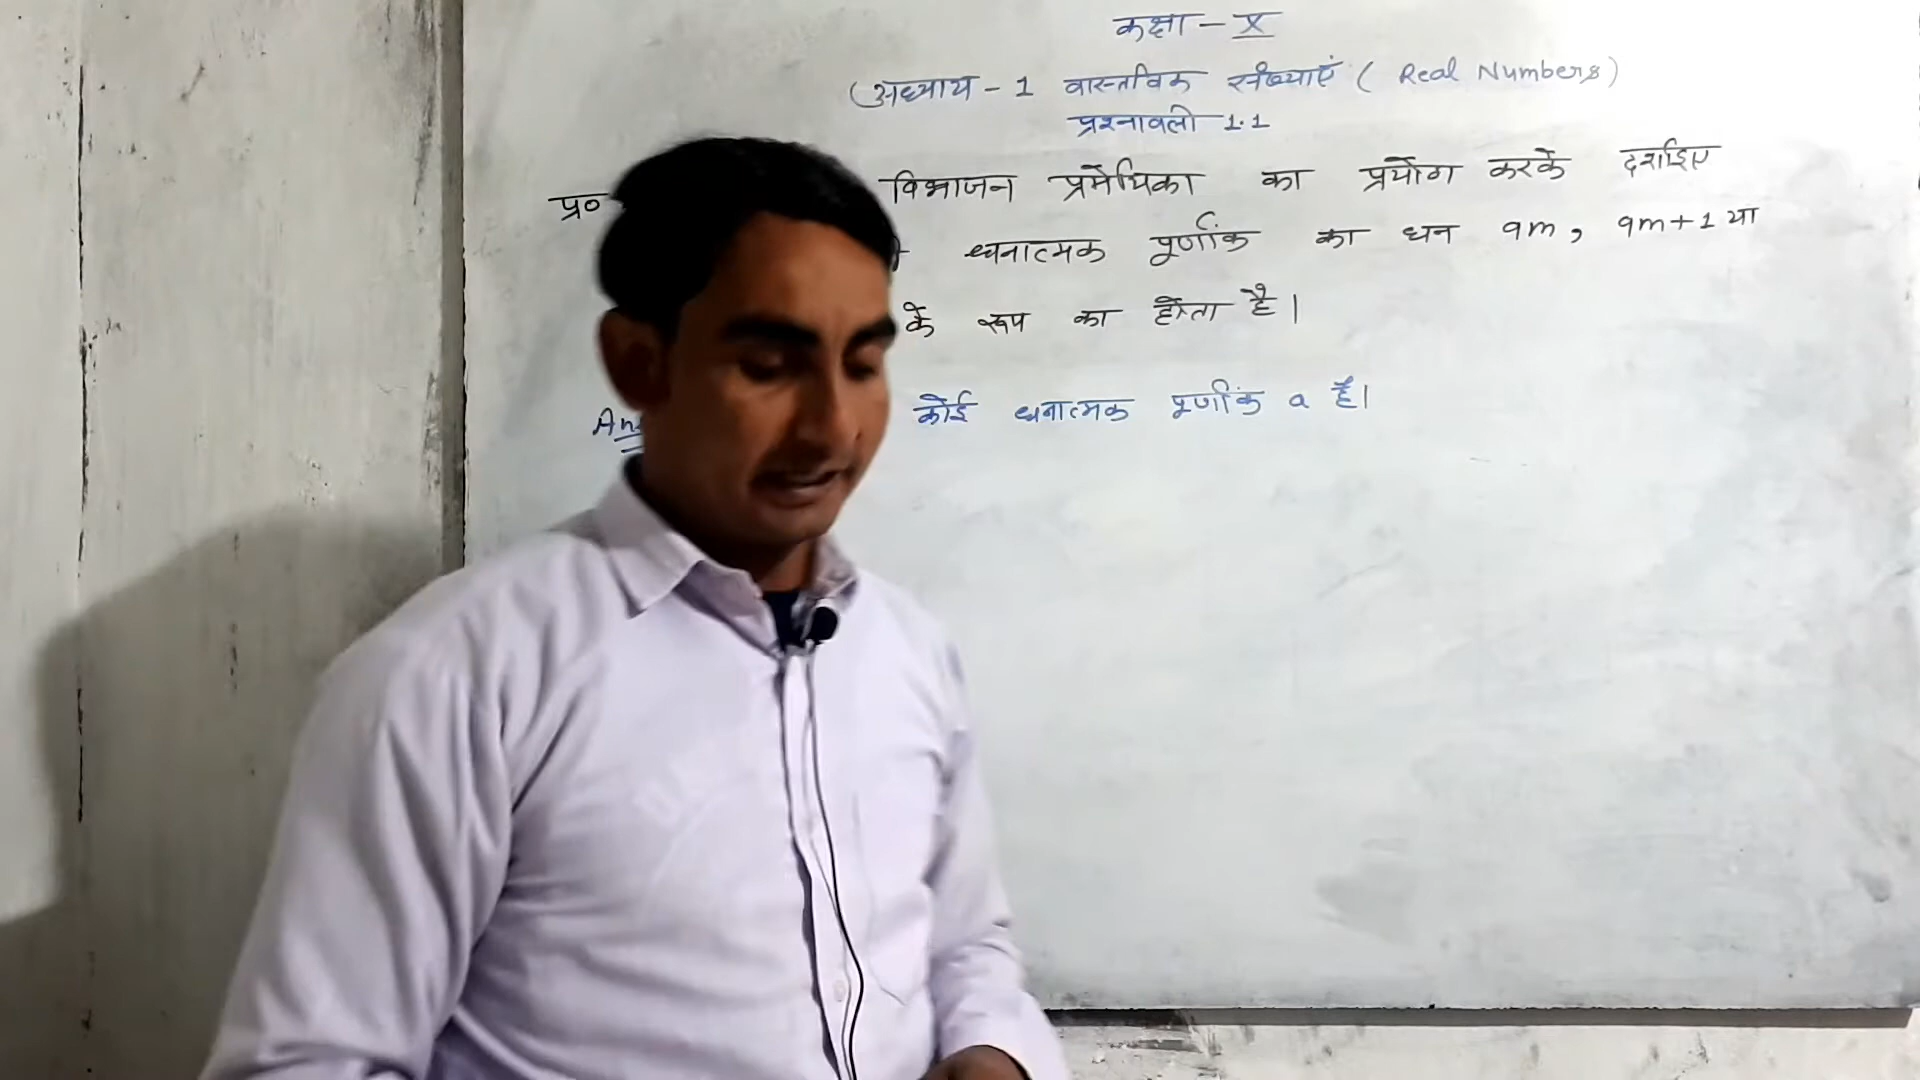 कक्षा - X
अध्याय - 1 वास्तविक संख्याएं ( Real Numbers )
प्रश्नावली 1.1
प्र० विभाजन प्रमेयिका का प्रयोग करके दर्शाइए
धनात्मक पूर्णांक का घन 9m, 9m+1 या
के रूप का होता है।
Ans कोई धनात्मक पूर्णांक a है।